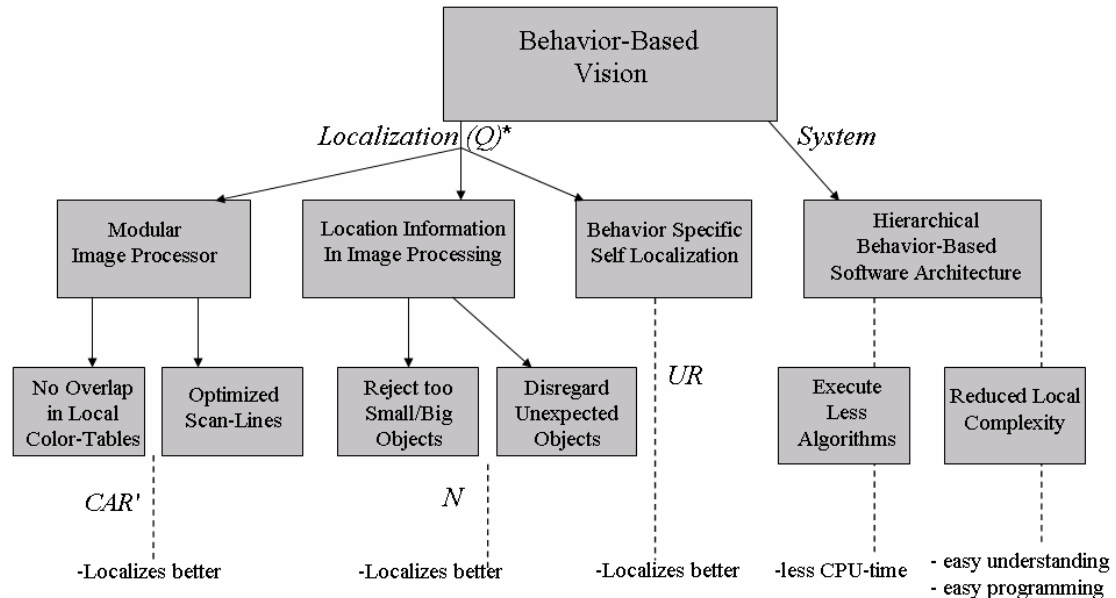 Behavior-Based
Vision
Localization (Q)*
System
Modular
Image Processor
Location Information
In Image Processing
Behavior Specific
Self Localization
Hierarchical
Behavior-Based
Software Architecture
No Overlap
in Local
Color-Tables
Optimized
Scan-Lines
Reject too
Small/Big
Objects
Disregard
Unexpected
Objects
UR
Execute
Less
Algorithms
Reduced Local
Complexity
CAR'
N
-Localizes better
-Localizes better
-Localizes better
-less CPU-time
- easy understanding
- easy programming